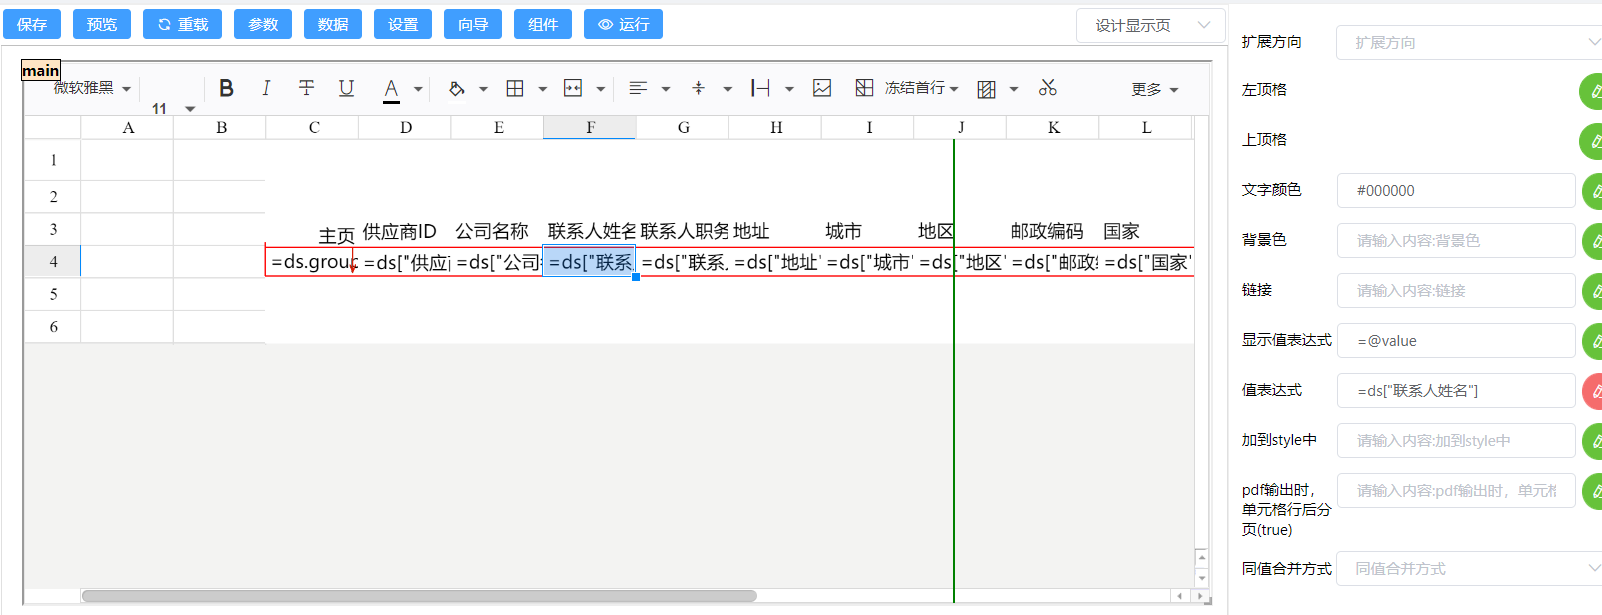 保存 预览 重载 参数 数据 设置 向导 组件 运行 设计显示页
main
微软雅黑 11 B I T U A 冻结首行 更多
A B C D E F G H I J K L
1
2
3 主页 供应商ID 公司名称 联系人姓名 联系人职务 地址 城市 地区 邮政编码 国家
4 =ds.group =ds["供应 =ds["公司 =ds["联系 =ds["联系 =ds["地址" =ds["城市" =ds["地区" =ds["邮政 =ds["国家"
5
6
扩展方向 扩展方向
左顶格
上顶格
文字颜色 #000000
背景色 请输入内容:背景色
链接 请输入内容:链接
显示值表达式 =@value
值表达式 =ds["联系人姓名"]
加到style中 请输入内容:加到style中
pdf输出时， 请输入内容:pdf输出时，单元格
单元格行后分
页(true)
同值合并方式 同值合并方式